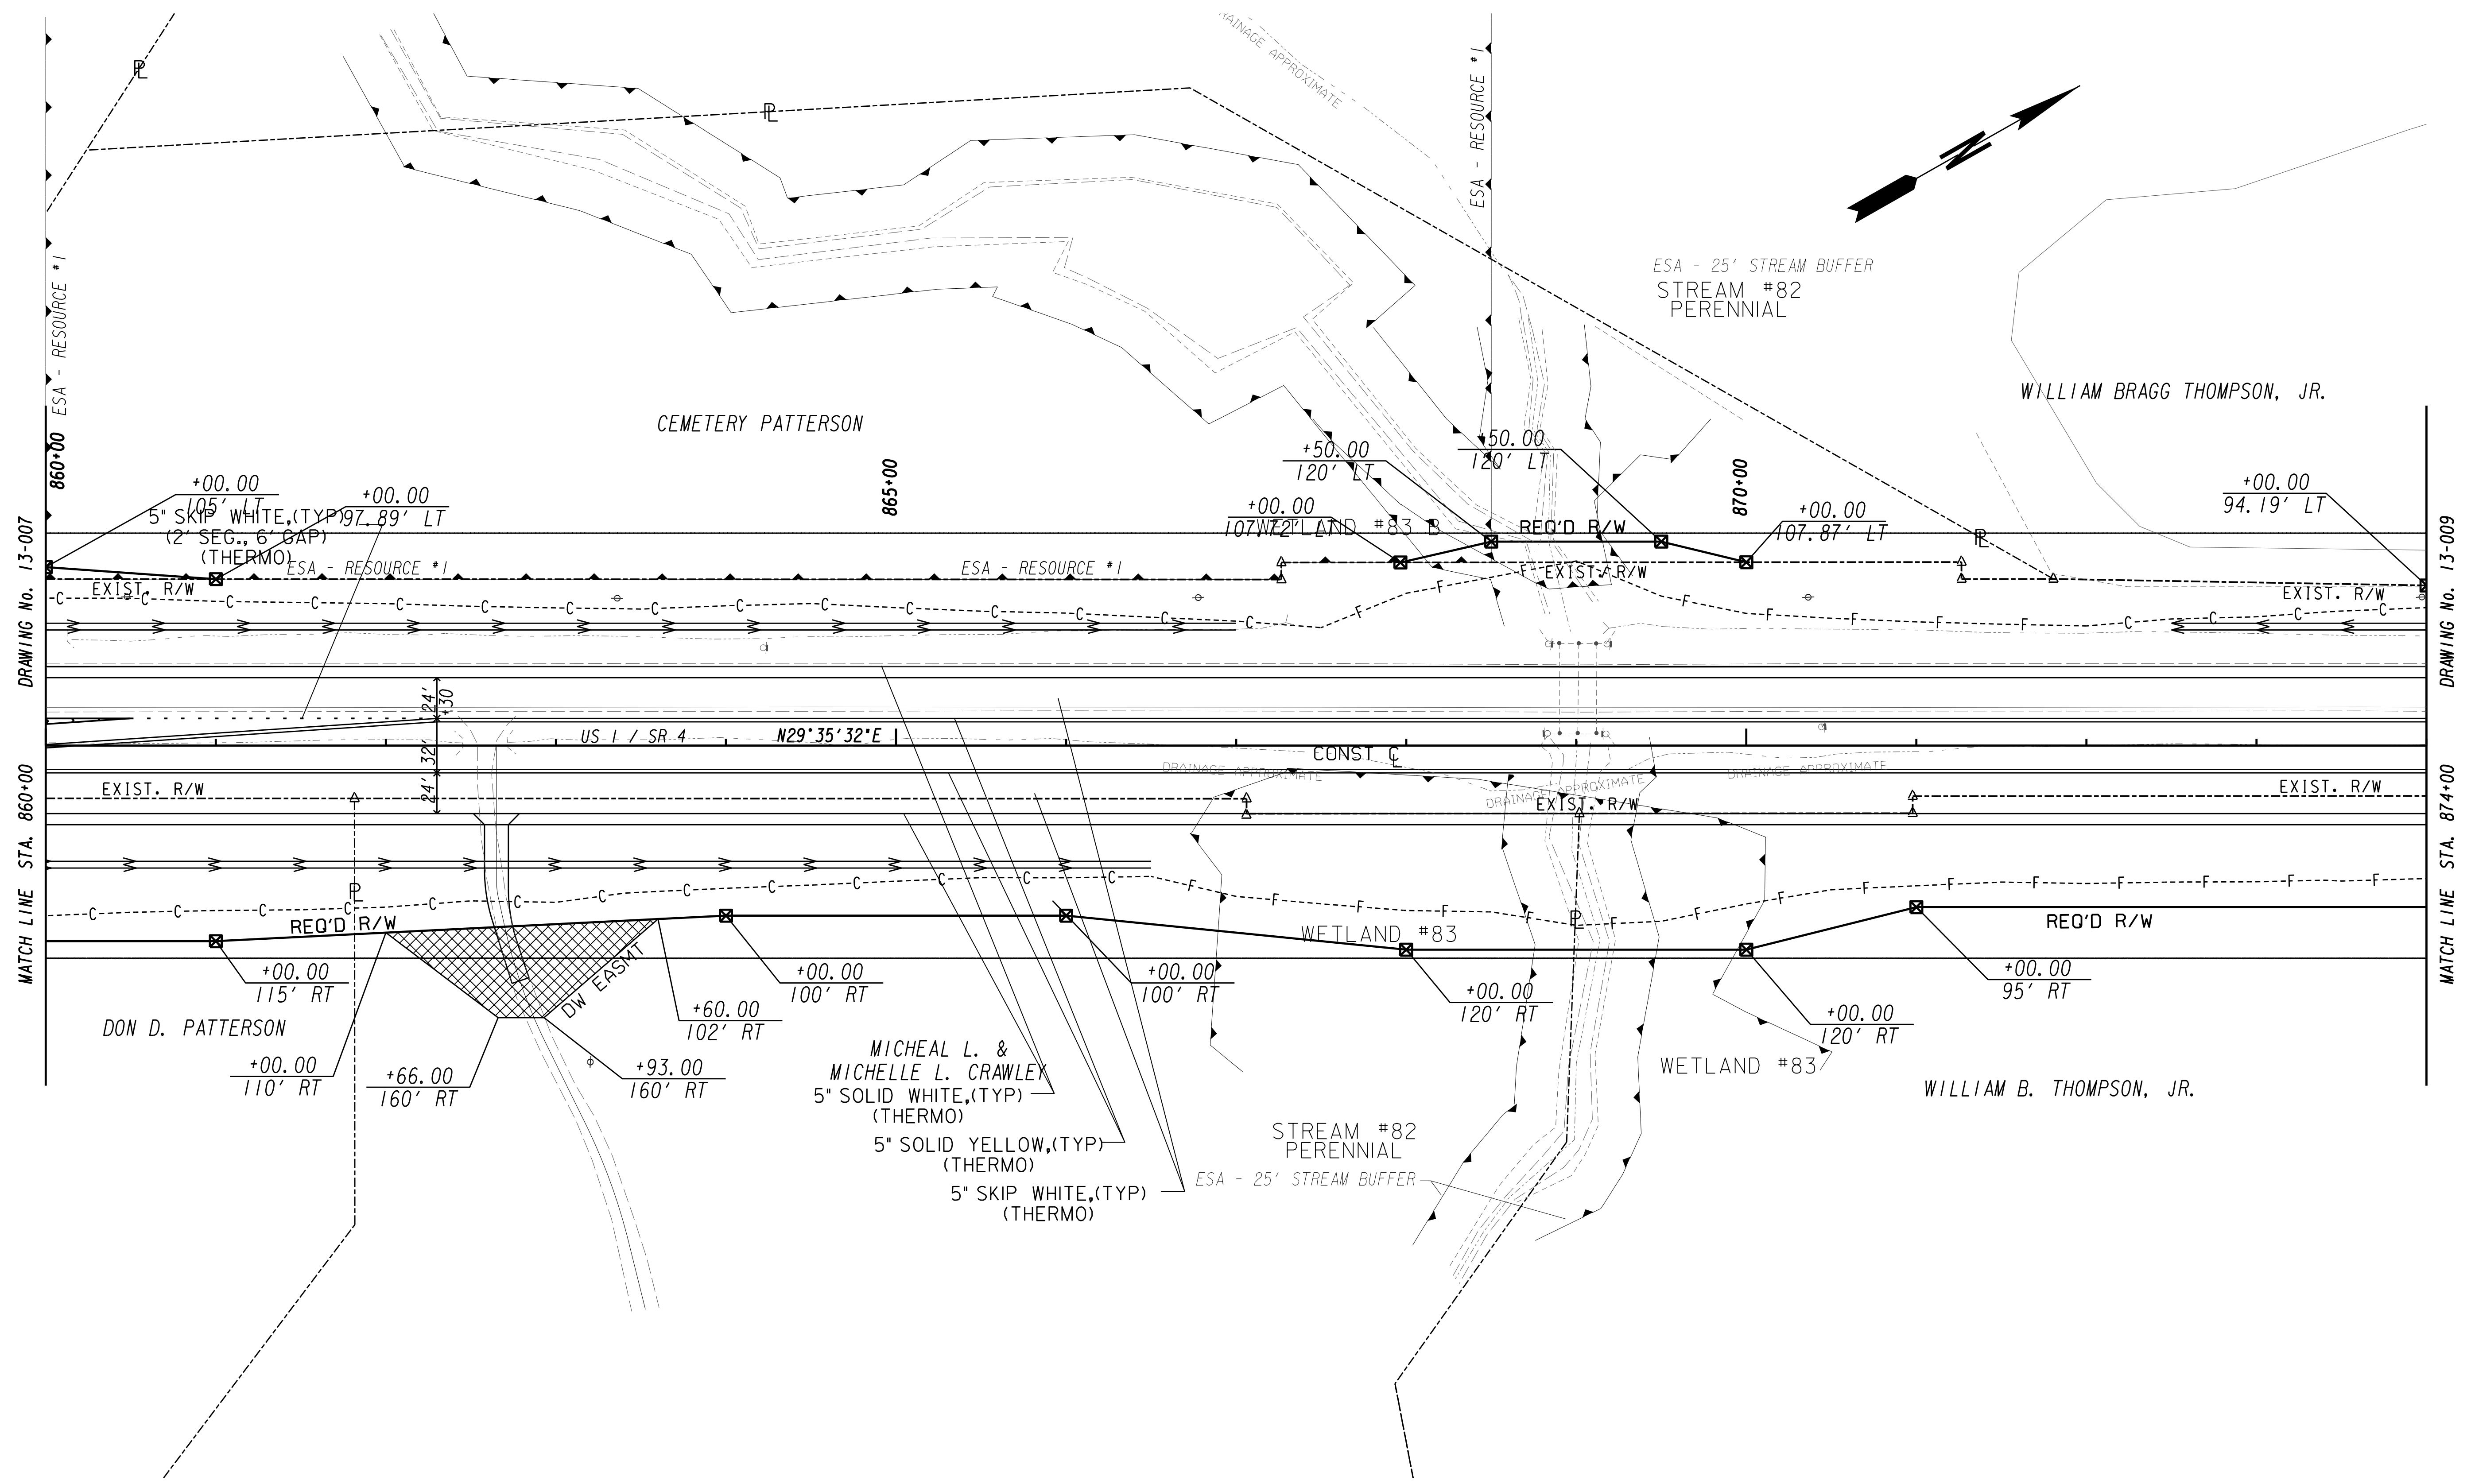 DRAINAGE APPROXIMATE
ESA - RESOURCE #1
ESA - RESOURCE #1
PL
PL
N
ESA - 25' STREAM BUFFER
STREAM #82
PERENNIAL
WILLIAM BRAGG THOMPSON, JR.
CEMETERY PATTERSON
860+00
865+00
870+00
+00.00
105' LT
+00.00
97.89' LT
5" SKIP WHITE,(TYP)
(2' SEG., 6' GAP)
(THERMO)
+50.00
120' LT
+50.00
120' LT
+00.00
107.72' LT
WETLAND #83 B
REQ'D R/W
+00.00
107.87' LT
PL
+00.00
94.19' LT
DRAWING No. 13-007
DRAWING No. 13-009
ESA - RESOURCE #1
ESA - RESOURCE #1
EXIST. R/W
EXIST. R/W
EXIST. R/W
C C C C C C C C C C C C C C C F F F F F F F F C C C
24'
+30
32'
24'
US 1 / SR 4
N29°35'32"E
CONST CL
DRAINAGE APPROXIMATE
DRAINAGE APPROXIMATE
DRAINAGE APPROXIMATE
EXIST. R/W
EXIST. R/W
EXIST. R/W
PL
PL
C C C C C C C C C C C C C F F F F F F F F F F F F F F F
REQ'D R/W
REQ'D R/W
WETLAND #83
MATCH LINE STA. 860+00
MATCH LINE STA. 874+00
+00.00
115' RT
DW EASMT
+00.00
100' RT
+00.00
100' RT
+00.00
120' RT
+00.00
95' RT
+60.00
102' RT
+00.00
120' RT
DON D. PATTERSON
+00.00
110' RT
+66.00
160' RT
+93.00
160' RT
MICHEAL L. &
MICHELLE L. CRAWLEY
5" SOLID WHITE,(TYP)
(THERMO)
5" SOLID YELLOW,(TYP)
(THERMO)
5" SKIP WHITE,(TYP)
(THERMO)
WETLAND #83
WILLIAM B. THOMPSON, JR.
STREAM #82
PERENNIAL
ESA - 25' STREAM BUFFER